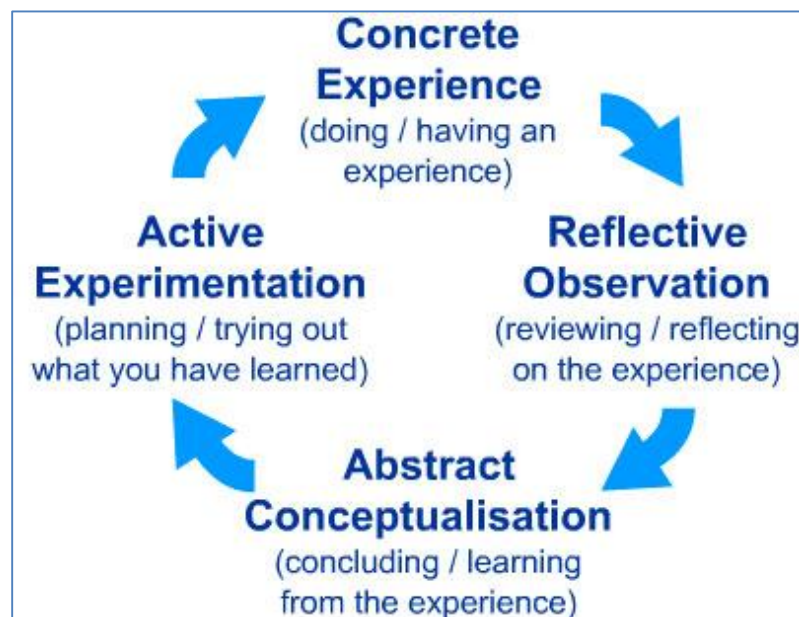 Concrete
Experience
(doing / having an
experience)
Reflective
Observation
(reviewing / reflecting
on the experience)
Abstract
Conceptualisation
(concluding / learning
from the experience)
Active
Experimentation
(planning / trying out
what you have learned)